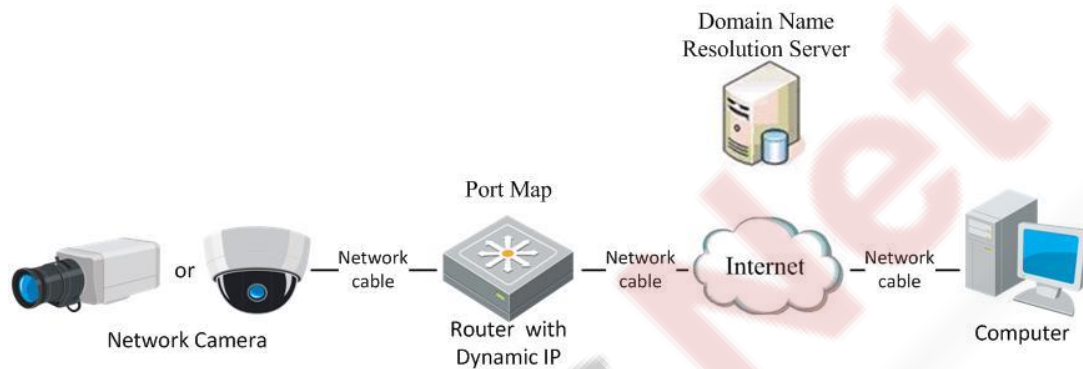 Domain Name
Resolution Server
Port Map
or
Network
cable
Network
cable
Internet
Network
cable
Network Camera
Router with
Dynamic IP
Computer
Net